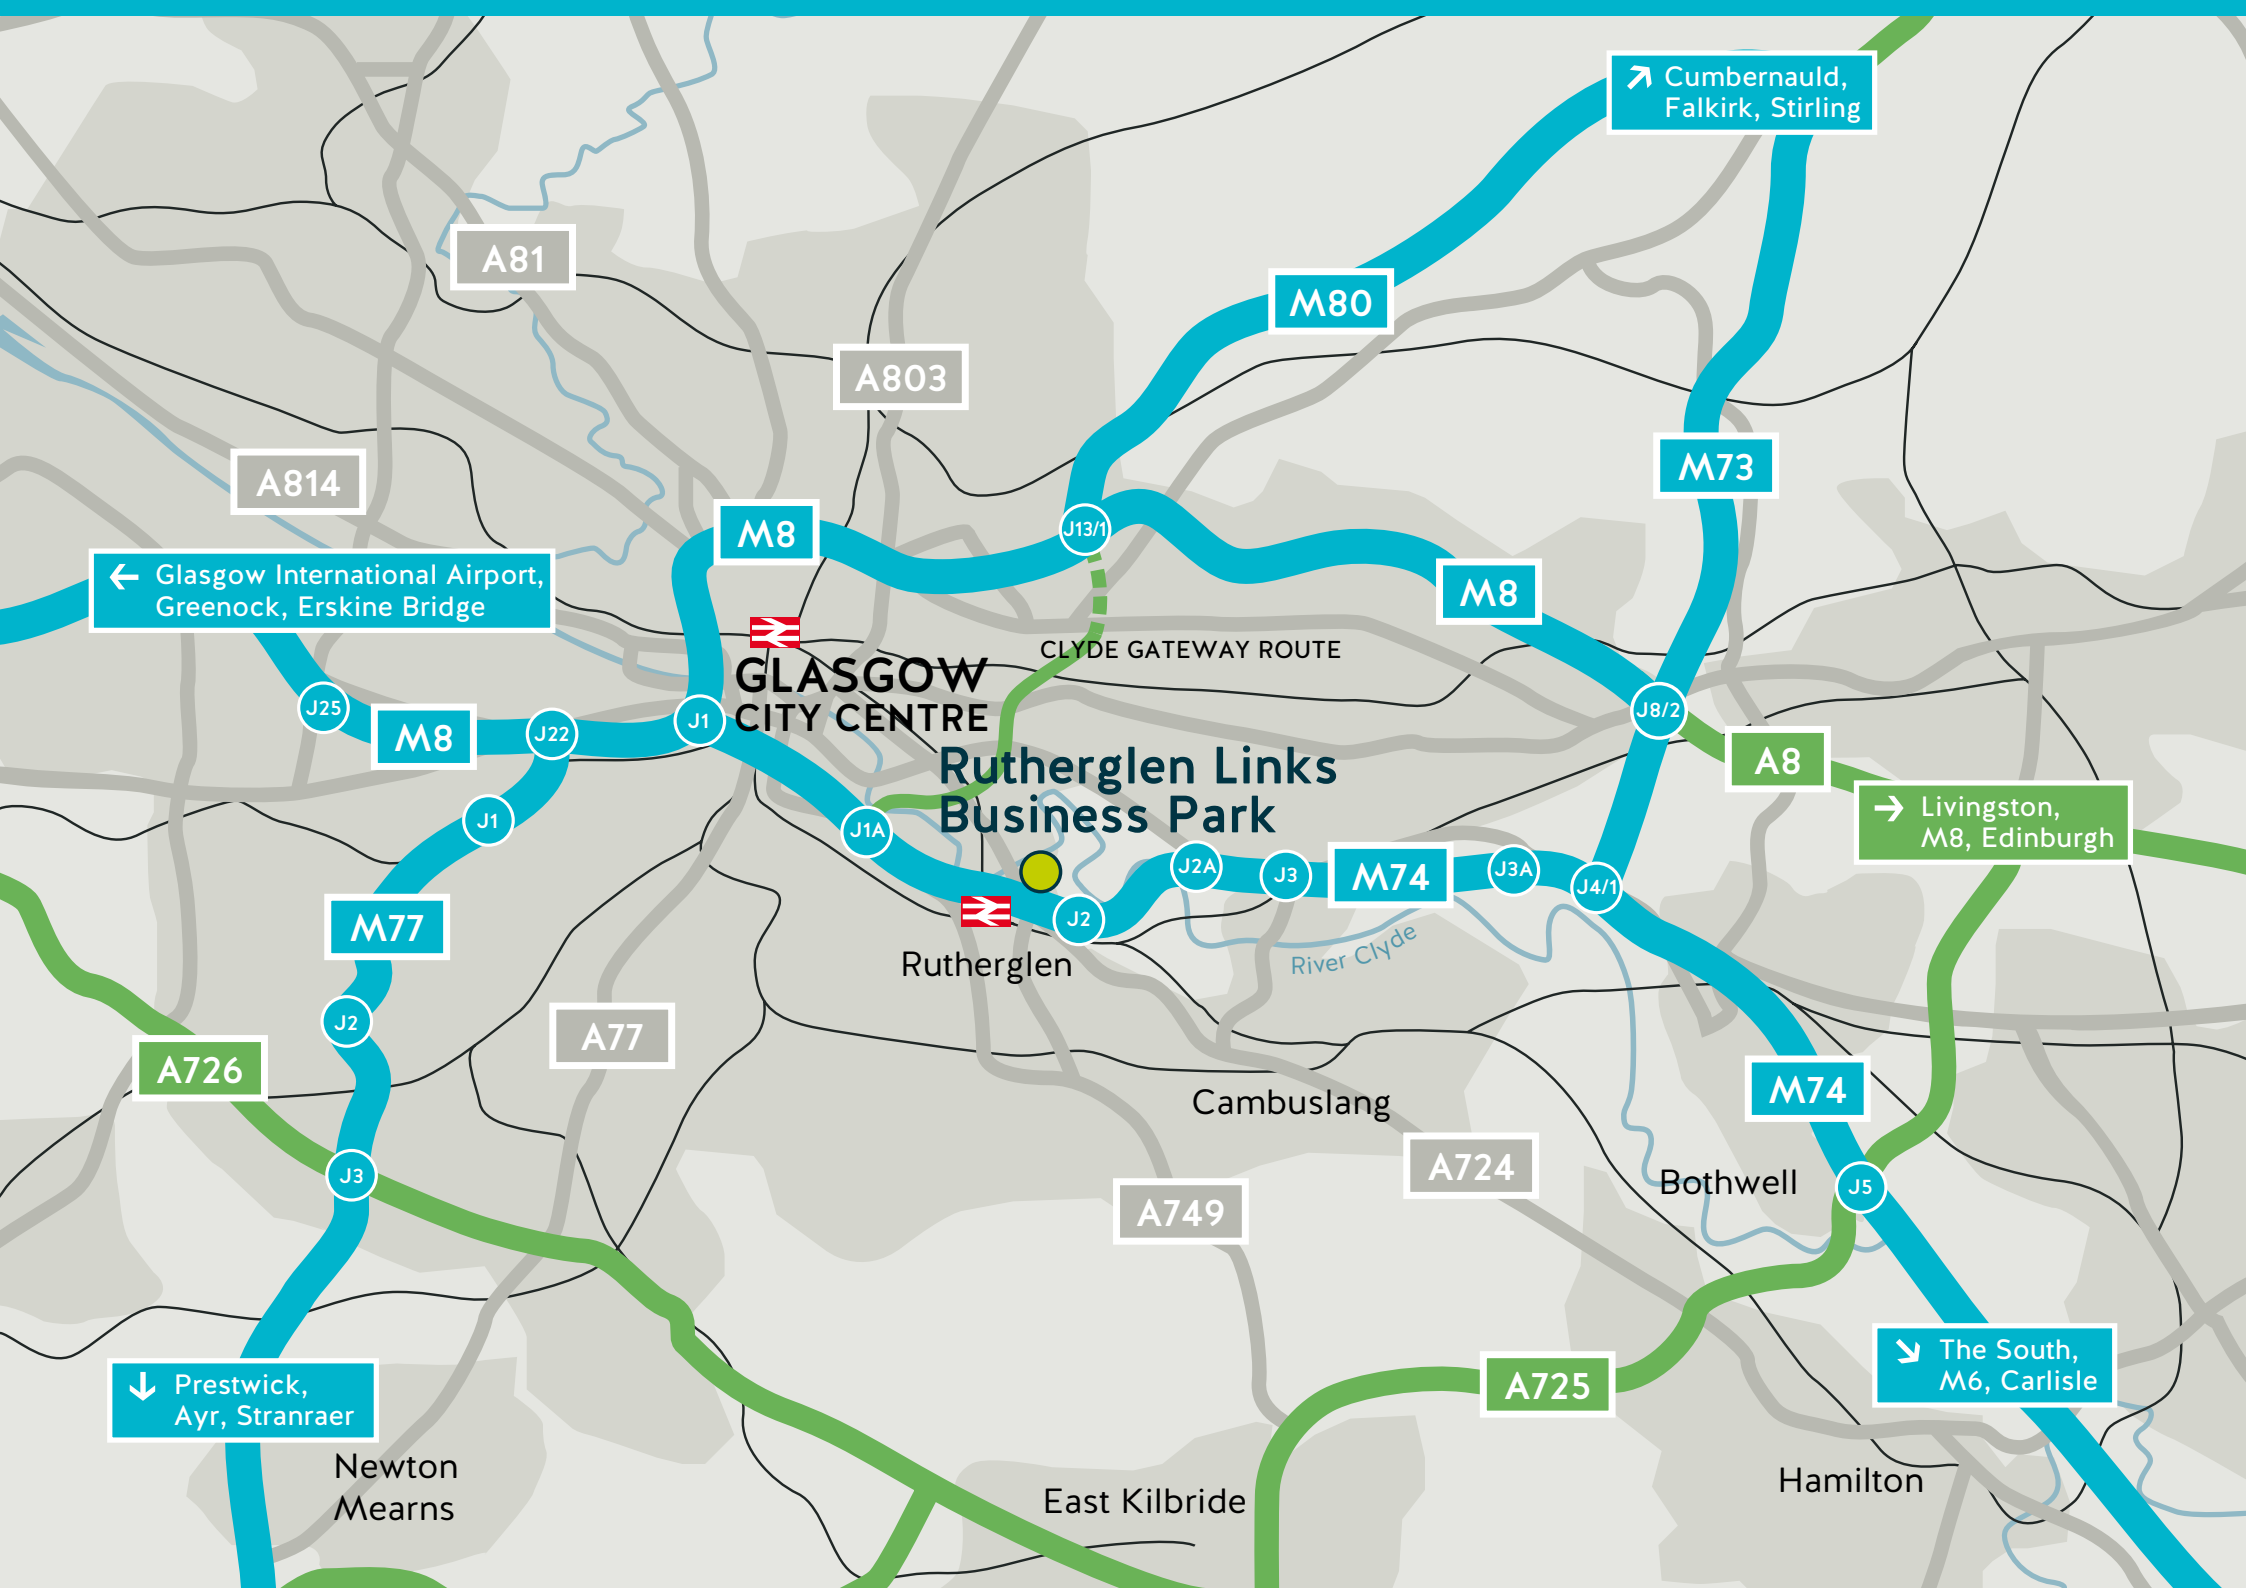 Cumbernauld,
Falkirk, Stirling
A81
M80
A803
M73
A814
J13/1
M8
Glasgow International Airport,
Greenock, Erskine Bridge
M8
CLYDE GATEWAY ROUTE
GLASGOW
CITY CENTRE
J25
M8
J22
J1
J8/2
A8
Rutherglen Links
Business Park
Livingston,
M8, Edinburgh
J1
J1A
J2A
J3
M74
J3A
J4/1
M77
J2
River Clyde
Rutherglen
J2
A77
A726
M74
Cambuslang
J3
A724
Bothwell
J5
A749
Prestwick,
Ayr, Stranraer
A725
The South,
M6, Carlisle
Newton
Mearns
East Kilbride
Hamilton